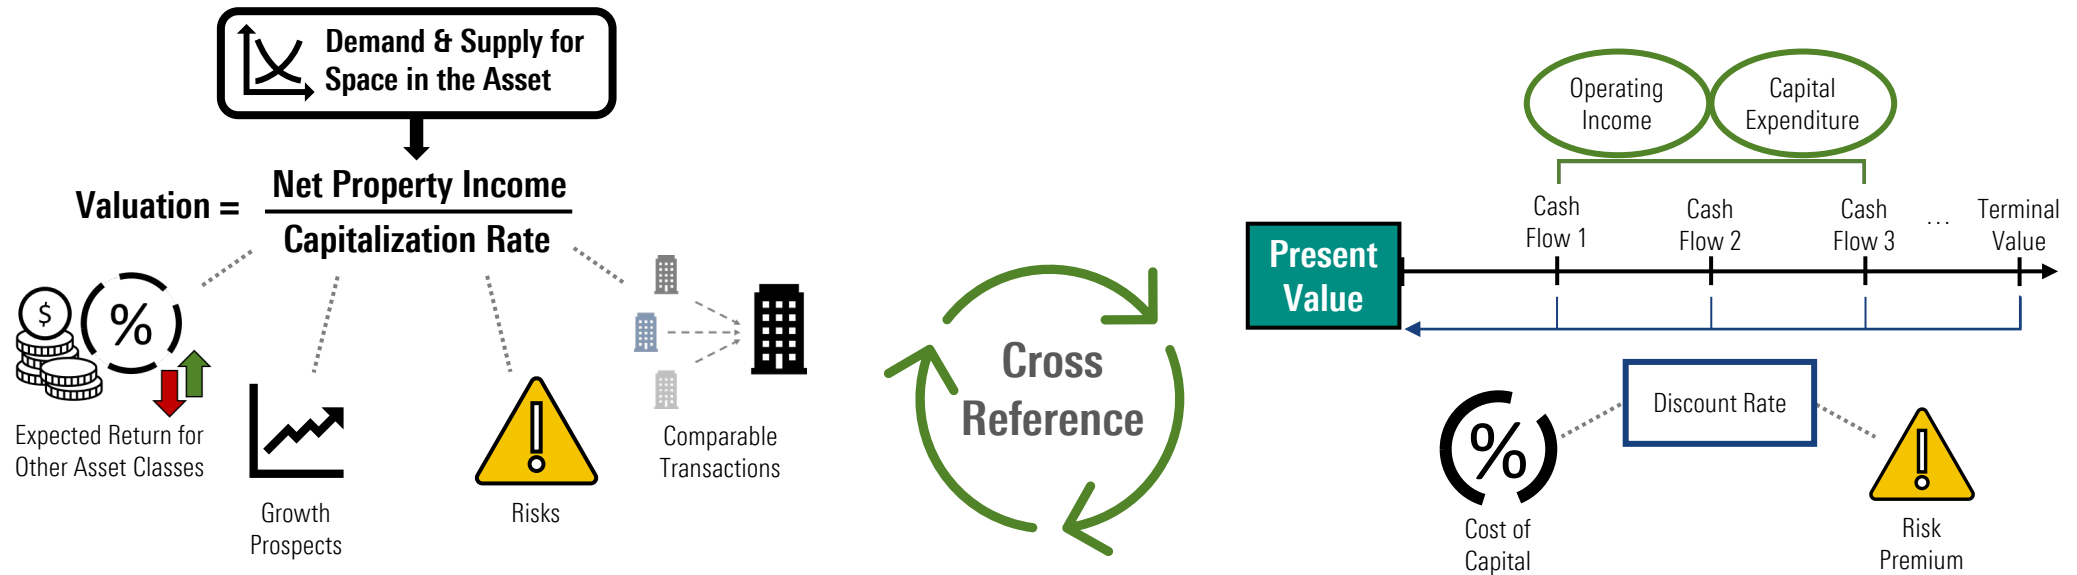 Demand & Supply for
Space in the Asset
Valuation =
Net Property Income
Capitalization Rate
$
%
Expected Return for
Other Asset Classes
Growth
Prospects
Risks
Comparable
Transactions
Cross
Reference
Operating
Income
Capital
Expenditure
Present
Value
Cash
Flow 1
Cash
Flow 2
Cash
Flow 3
...
Terminal
Value
Discount Rate
%
Cost of
Capital
Risk
Premium